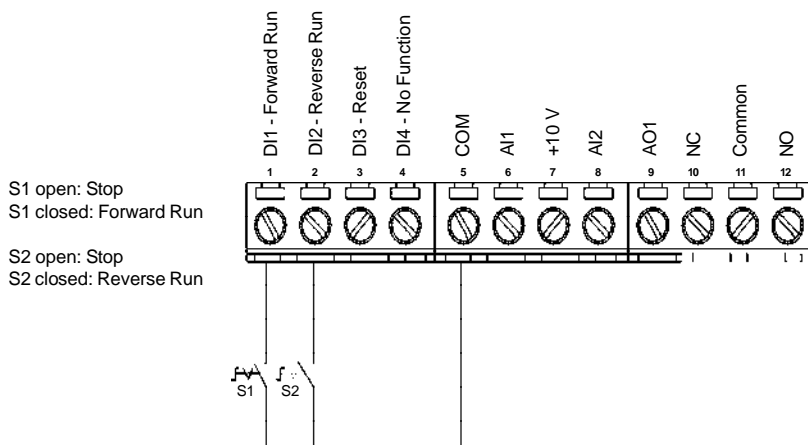 DI1 - Forward Run
DI2 - Reverse Run
DI3 - Reset
DI4 - No Function
COM
AI1
+10 V
AI2
AO1
NC
Common
NO
1 2 3 4 5 6 7 8 9 10 11 12
S1 open: Stop
S1 closed: Forward Run
S2 open: Stop
S2 closed: Reverse Run
S1 S2